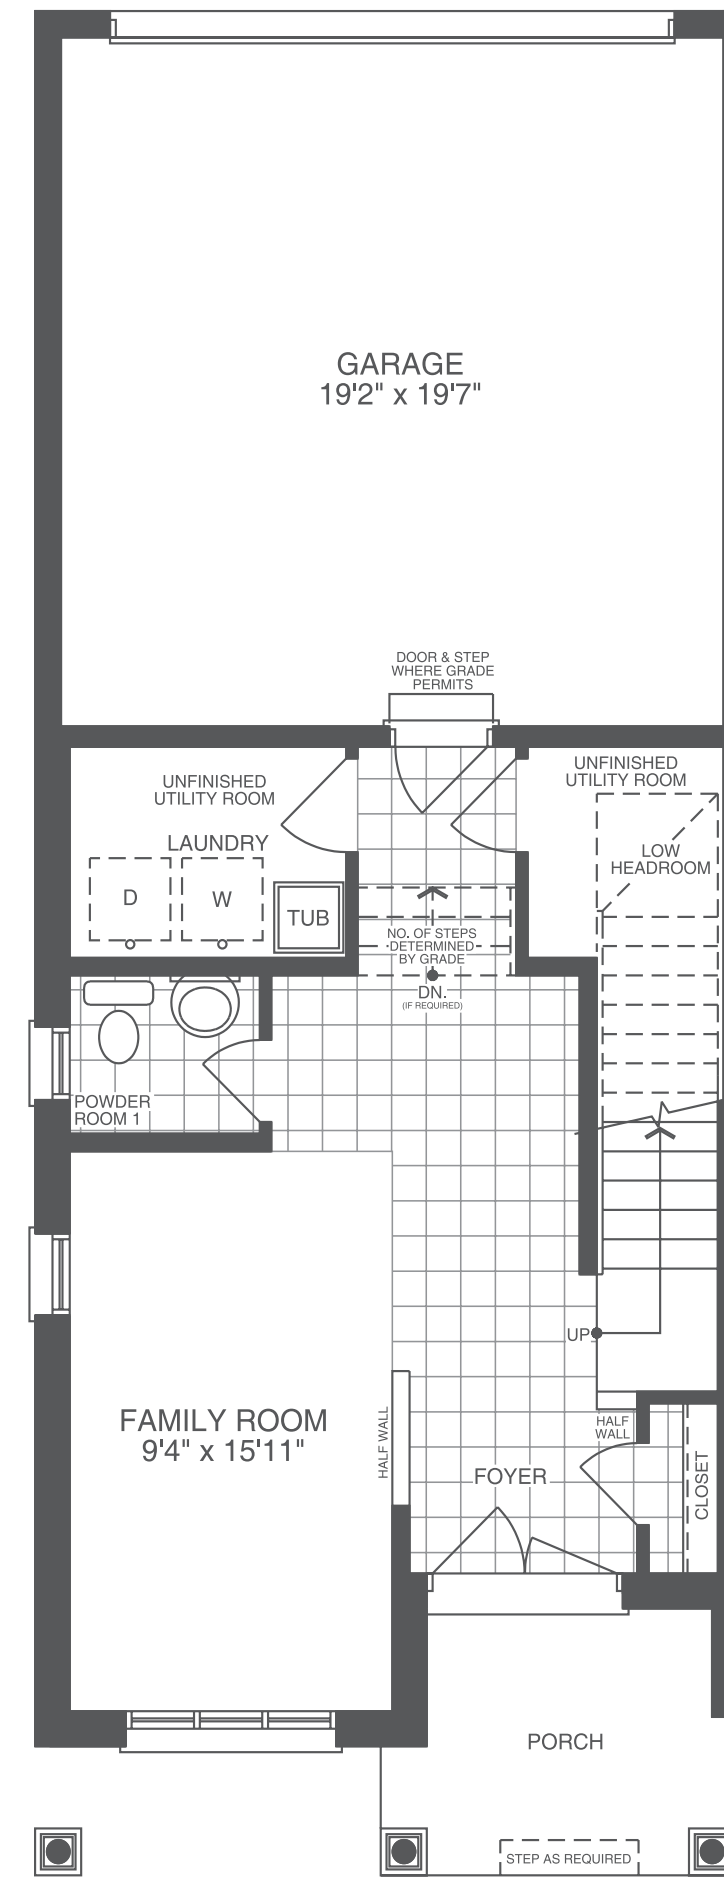 GARAGE
19'2" x 19'7"
DOOR & STEP
WHERE GRADE
PERMITS
UNFINISHED
UTILITY ROOM
LAUNDRY
D
W
TUB
UNFINISHED
UTILITY ROOM
LOW
HEADROOM
NO. OF STEPS
DETERMINED
BY GRADE
DN.
(IF REQUIRED)
POWDER
ROOM 1
UP
FAMILY ROOM
9'4" x 15'11"
HALF WALL
HALF
WALL
FOYER
CLOSET
PORCH
STEP AS REQUIRED